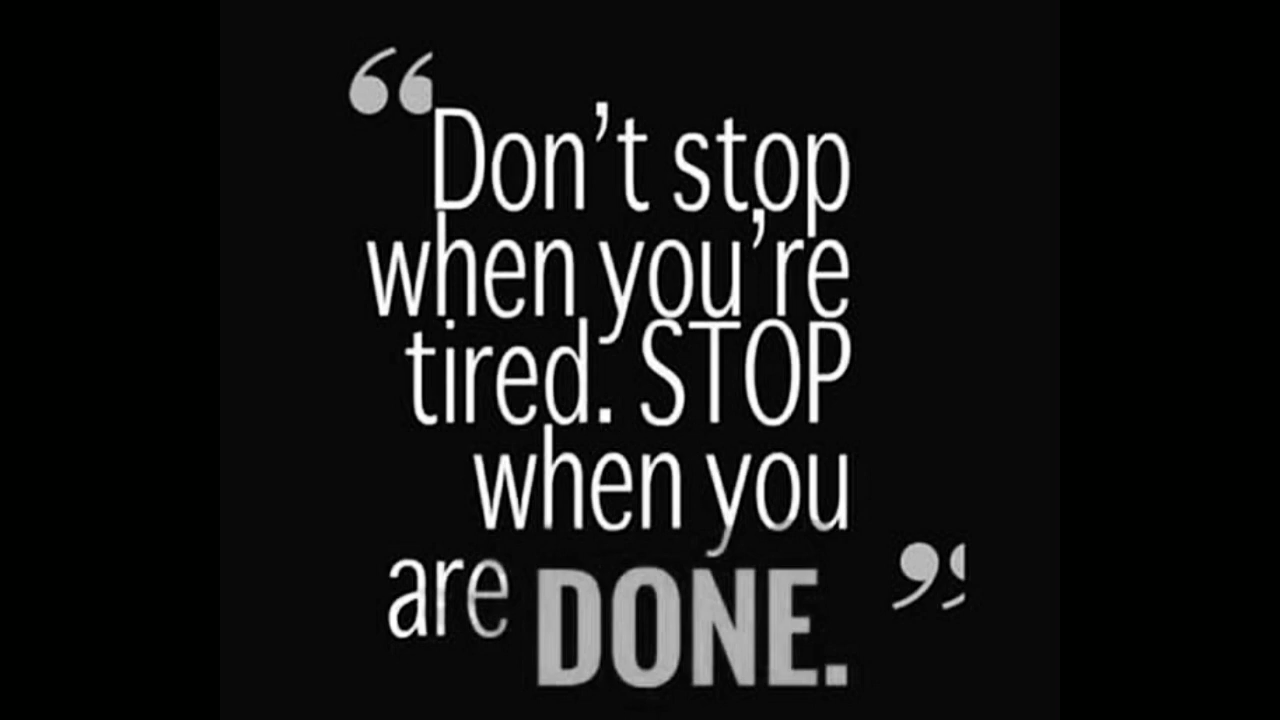 “Don’t stop
when you’re
tired. STOP
when you
are DONE.”